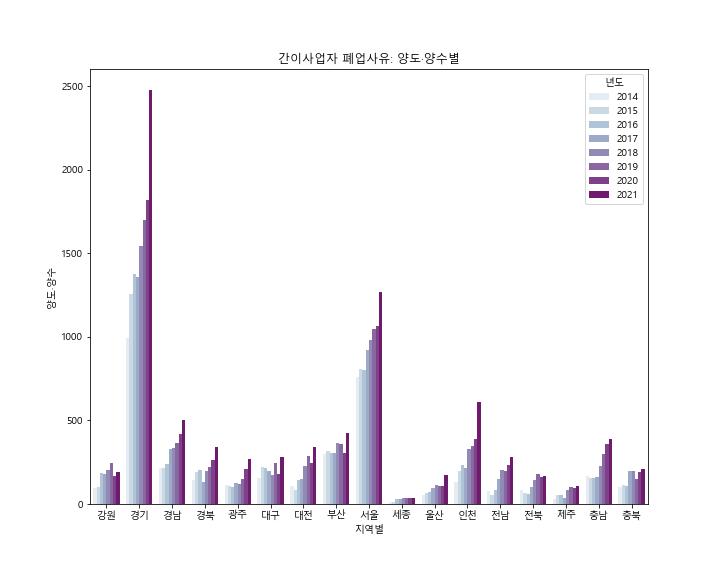 간이사업자 폐업사유: 양도·양수별
년도
2014
2015
2016
2017
2018
2019
2020
2021
2500
2000
1500
1000
500
0
양도·양수
강원 경기 경남 경북 광주 대구 대전 부산 서울 세종 울산 인천 전남 전북 제주 충남 충북
지역별